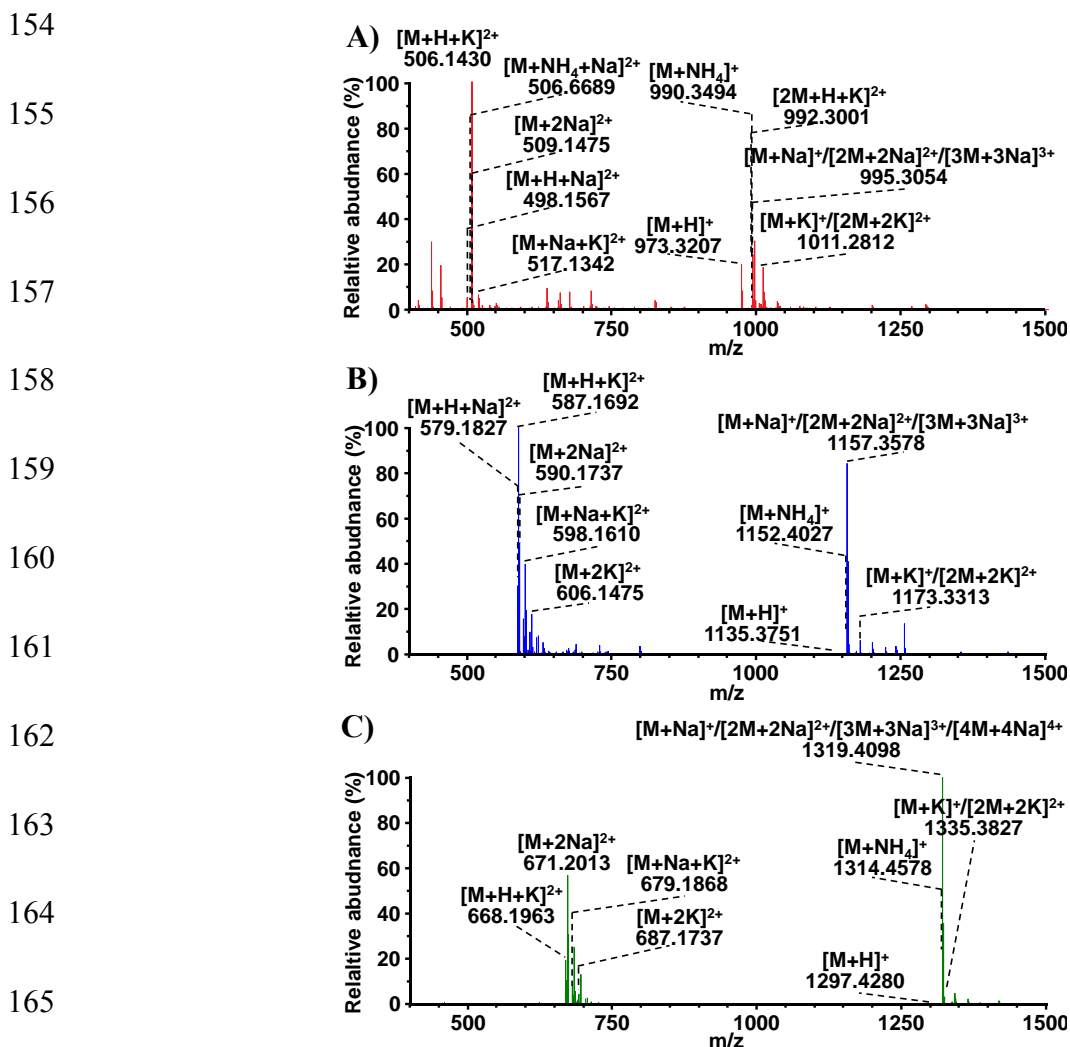 154
155
156
157
158
159
160
161
162
163
164
165
A)
[M+H+K]²⁺
506.1430
[M+NH₄+Na]²⁺
506.6689
[M+2Na]²⁺
509.1475
[M+H+Na]²⁺
498.1567
[M+Na+K]²⁺
517.1342
[M+NH₄]⁺
990.3494
[2M+H+K]²⁺
992.3001
[M+Na]⁺/[2M+2Na]²⁺/[3M+3Na]³⁺
995.3054
[M+H]⁺
973.3207
[M+K]⁺/[2M+2K]²⁺
1011.2812
Relaltive abudnance (%)
100
80
60
40
20
0
500 750 1000 1250 1500
m/z
B)
[M+H+K]²⁺
587.1692
[M+H+Na]²⁺
579.1827
[M+2Na]²⁺
590.1737
[M+Na+K]²⁺
598.1610
[M+2K]²⁺
606.1475
[M+Na]⁺/[2M+2Na]²⁺/[3M+3Na]³⁺
1157.3578
[M+NH₄]⁺
1152.4027
[M+K]⁺/[2M+2K]²⁺
1173.3313
[M+H]⁺
1135.3751
Relaltive abudnance (%)
100
80
60
40
20
0
500 750 1000 1250 1500
m/z
C)
[M+Na]⁺/[2M+2Na]²⁺/[3M+3Na]³⁺/[4M+4Na]⁴⁺
1319.4098
[M+K]⁺/[2M+2K]²⁺
1335.3827
[M+NH₄]⁺
1314.4578
[M+2Na]²⁺
671.2013
[M+Na+K]²⁺
679.1868
[M+H+K]²⁺
668.1963
[M+2K]²⁺
687.1737
[M+H]⁺
1297.4280
Relaltive abudnance (%)
100
80
60
40
20
0
500 750 1000 1250 1500
m/z